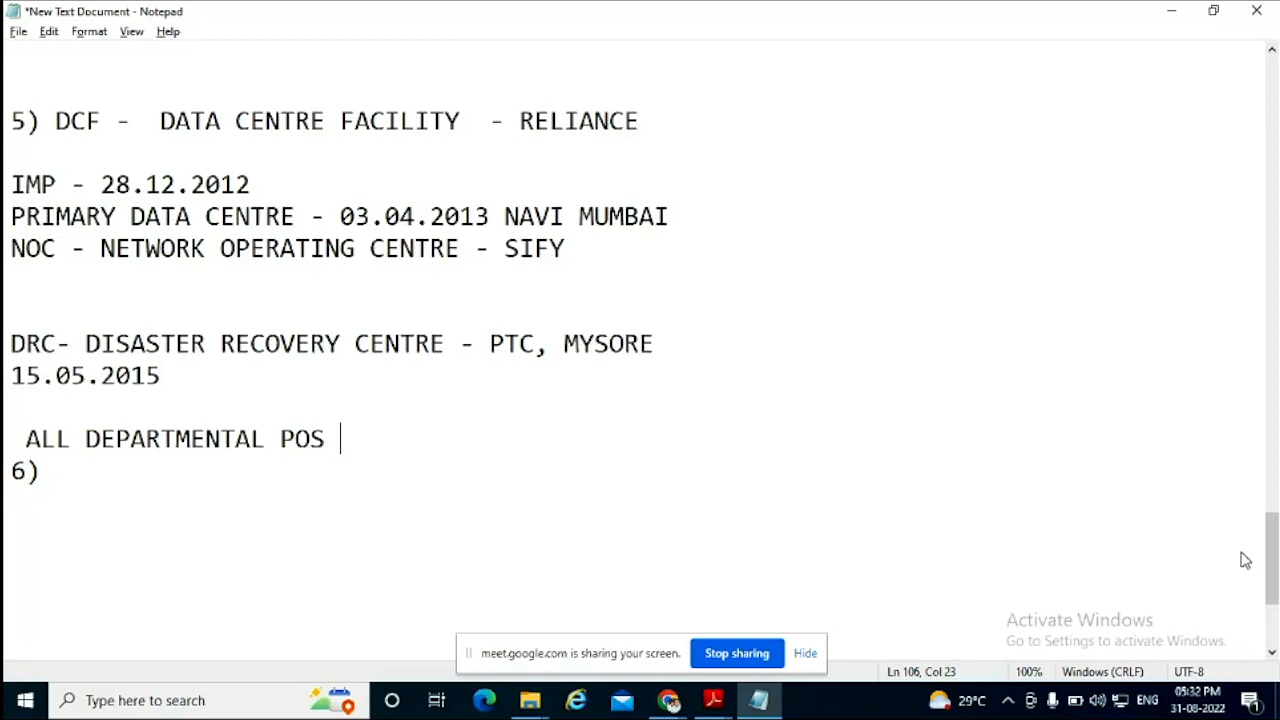 *New Text Document - Notepad
File Edit Format View Help
5) DCF -  DATA CENTRE FACILITY  - RELIANCE
IMP - 28.12.2012
PRIMARY DATA CENTRE - 03.04.2013 NAVI MUMBAI
NOC - NETWORK OPERATING CENTRE - SIFY
DRC- DISASTER RECOVERY CENTRE - PTC, MYSORE
15.05.2015
ALL DEPARTMENTAL POS
6)
Activate Windows
Go to Settings to activate Windows.
meet.google.com is sharing your screen. Stop sharing Hide
Ln 106, Col 23 100% Windows (CRLF) UTF-8
Type here to search 29°C ENG 05:32 PM
31-08-2022 1